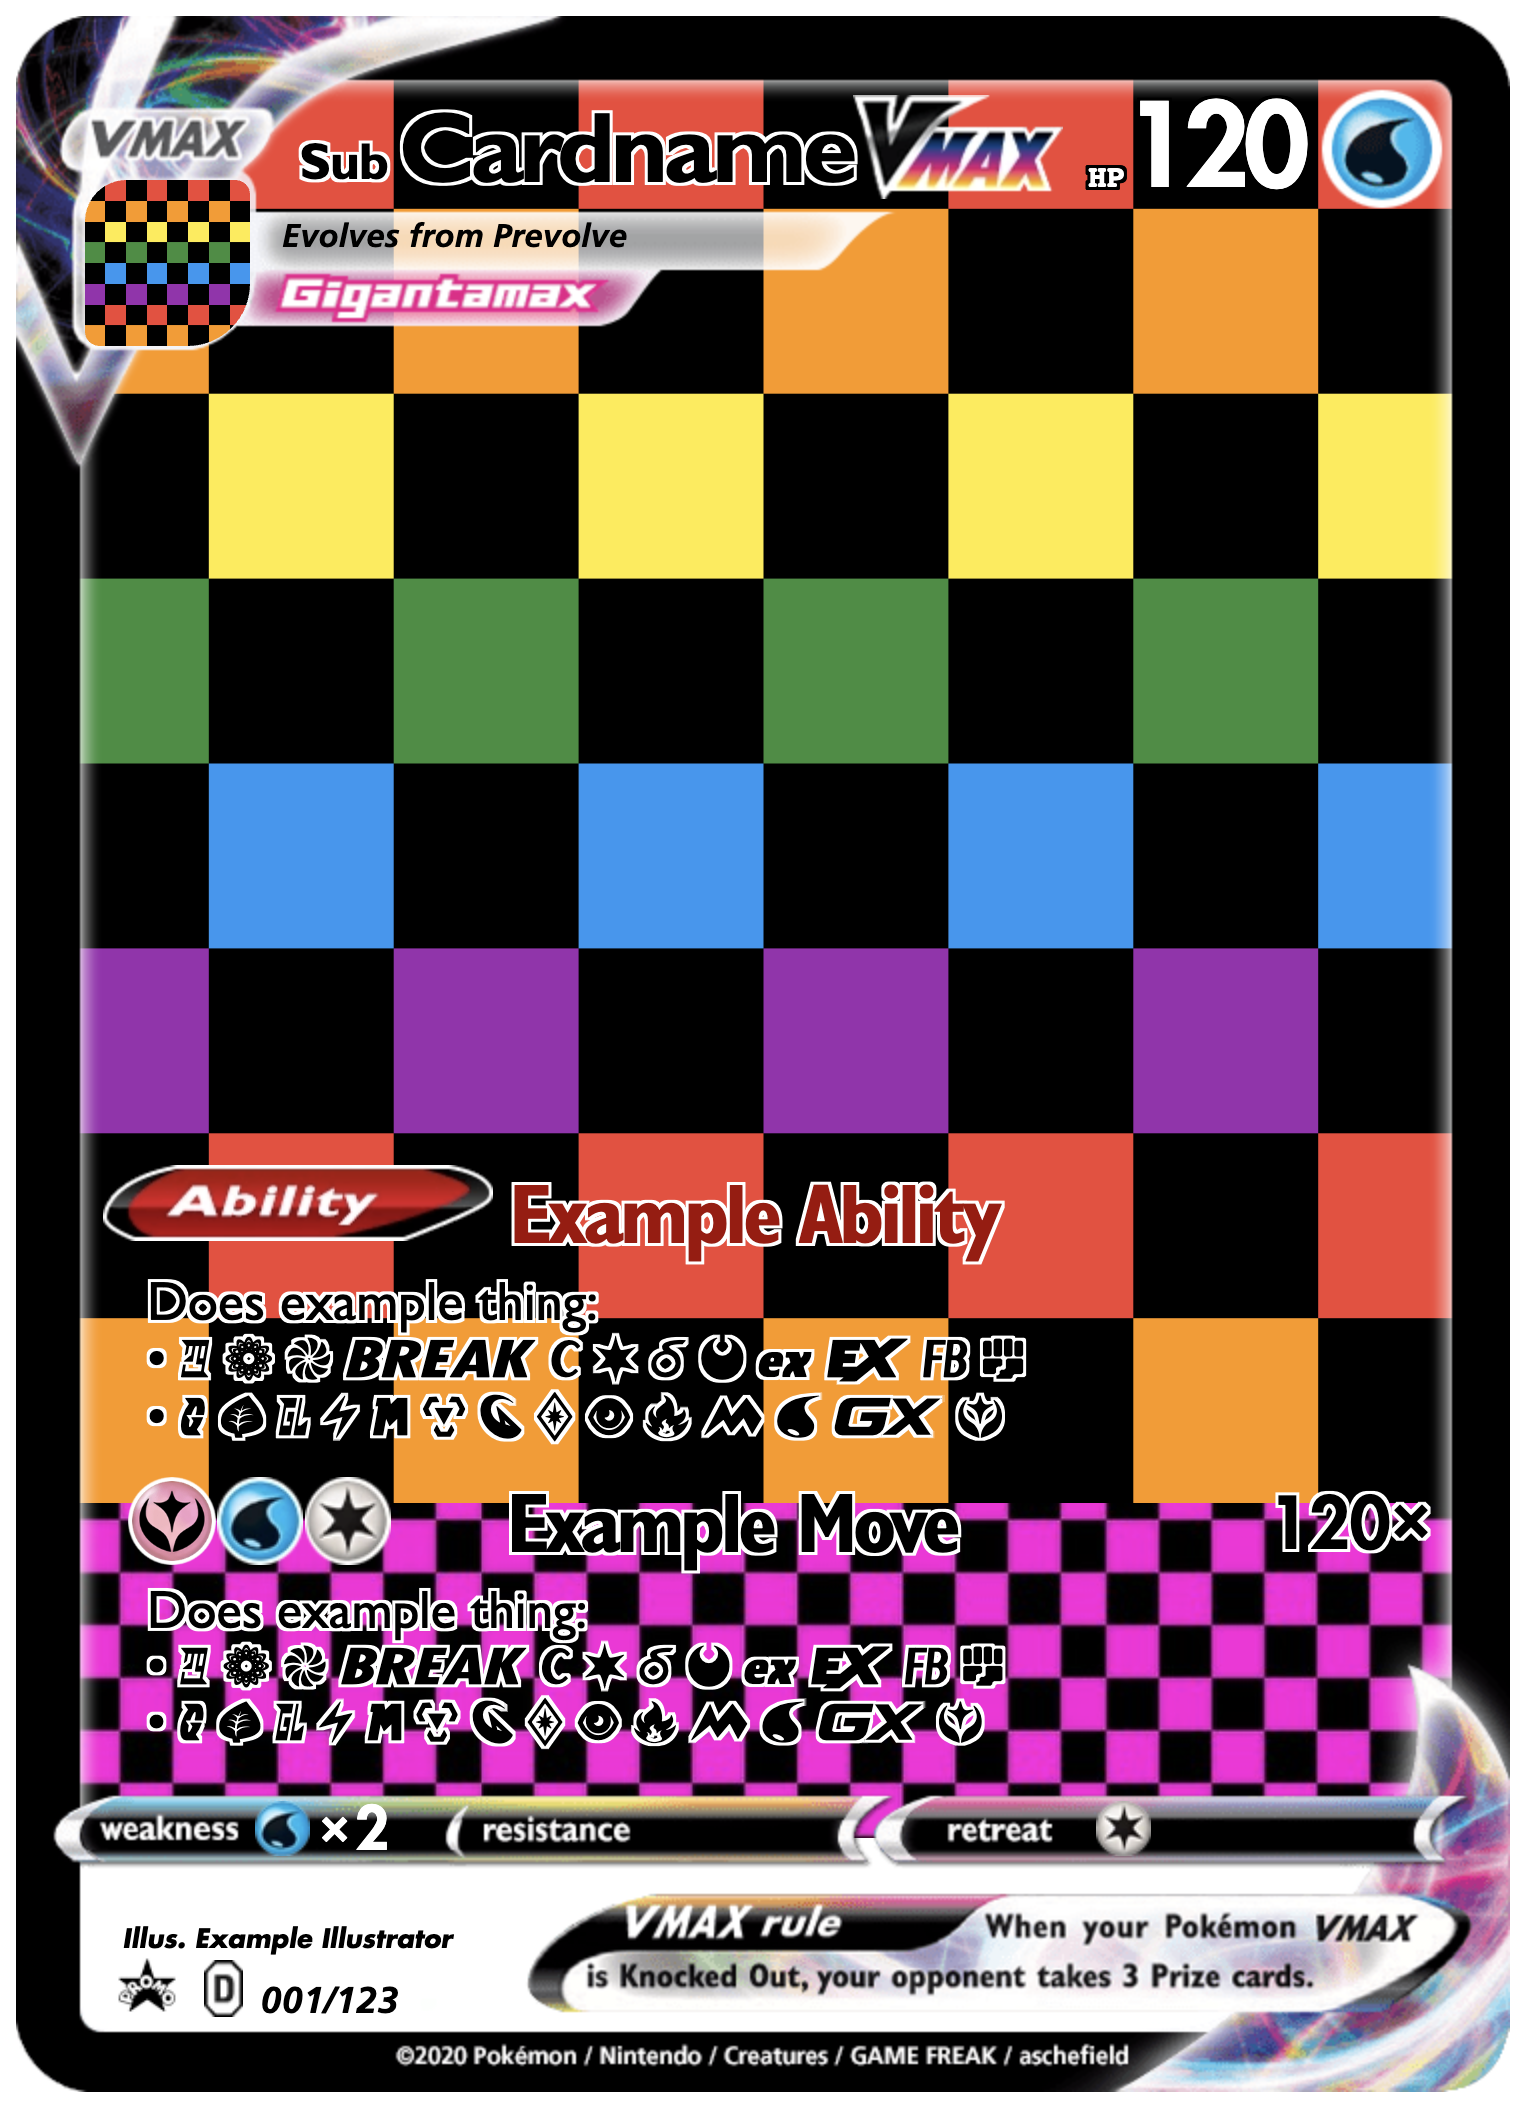 VMAX
Sub Cardname VMAX HP 120
Evolves from Prevolve
Gigantamax
Ability Example Ability
Does example thing:
• BREAK C δ ex EX FB
• G GL M GX
Example Move 120×
Does example thing:
• BREAK C δ ex EX FB
• G GL M GX
weakness ×2 resistance retreat
VMAX rule When your Pokémon VMAX
is Knocked Out, your opponent takes 3 Prize cards.
Illus. Example Illustrator
PROMO D 001/123
©2020 Pokémon / Nintendo / Creatures / GAME FREAK / aschefield